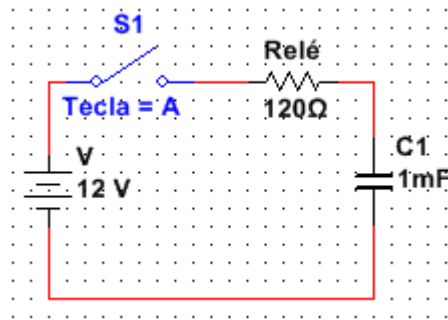 S1
Tecla = A
Relé
120Ω
V
12 V
C1
1mF